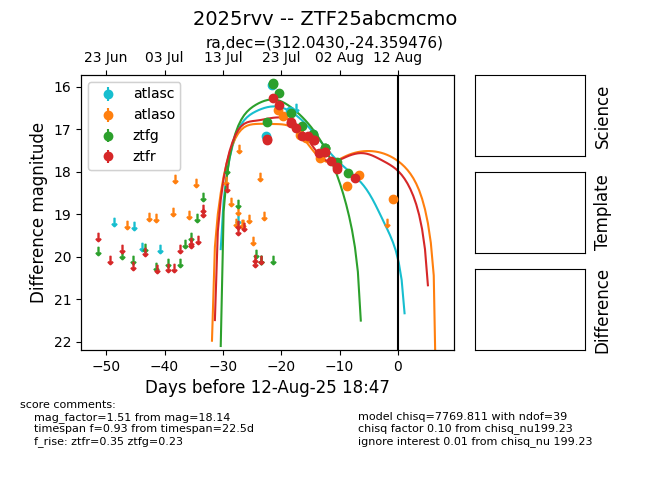 2025rvv -- ZTF25abcmcmo
ra,dec=(312.0430,-24.359476)
23 Jun 03 Jul 13 Jul 23 Jul 02 Aug 12 Aug
atlasc
atlaso
ztfg
ztfr
16
17
18
19
20
21
22
Difference magnitude
−50 −40 −30 −20 −10 0
Days before 12-Aug-25 18:47
Science
Template
Difference
score comments:
mag_factor=1.51 from mag=18.14
timespan f=0.93 from timespan=22.5d
f_rise: ztfr=0.35 ztfg=0.23
model chisq=7769.811 with ndof=39
chisq factor 0.10 from chisq_nu199.23
ignore interest 0.01 from chisq_nu 199.23